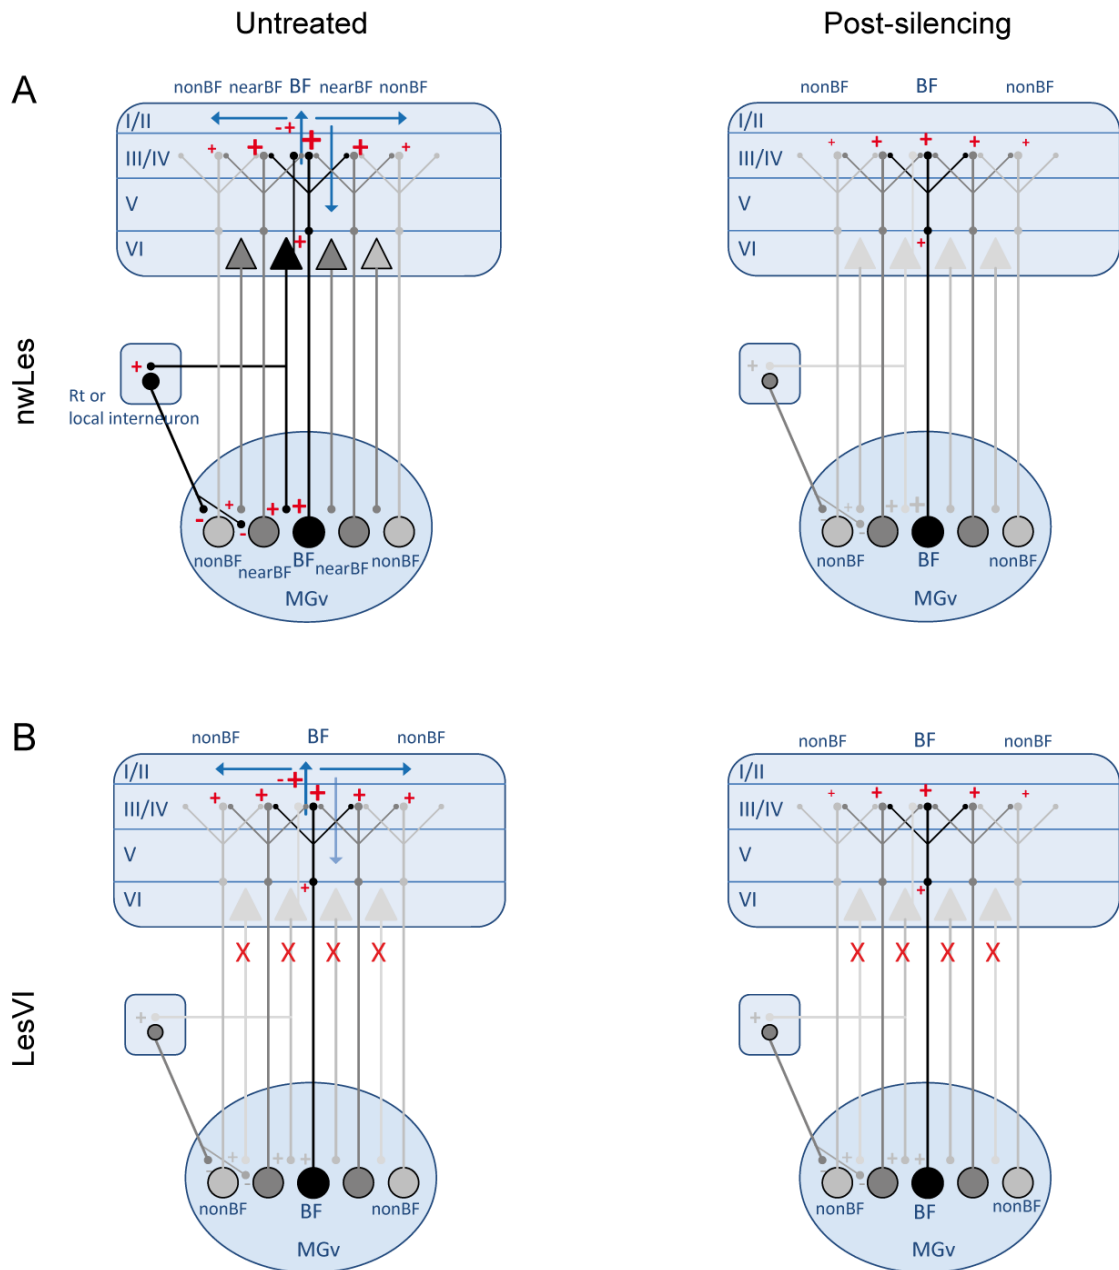 Untreated
Post-silencing
A
nonBF nearBF BF nearBF nonBF
I/II
- +
+ + + + +
III/IV
V
VI
+
nwLes
+
Rt or
local interneuron
+ + +
- -
nonBF nearBF BF nearBF nonBF
MGv
nonBF BF nonBF
I/II
+ + + + +
III/IV
V
VI
+
+
+ + +
- -
nonBF BF nonBF
MGv
B
nonBF BF nonBF
I/II
- +
+ + + + +
III/IV
V
+
VI
X X X X
LesVI
+
+ + +
- -
nonBF BF nonBF
MGv
nonBF BF nonBF
I/II
+ + + + +
III/IV
V
+
VI
X X X X
+
+ + +
- -
nonBF BF nonBF
MGv